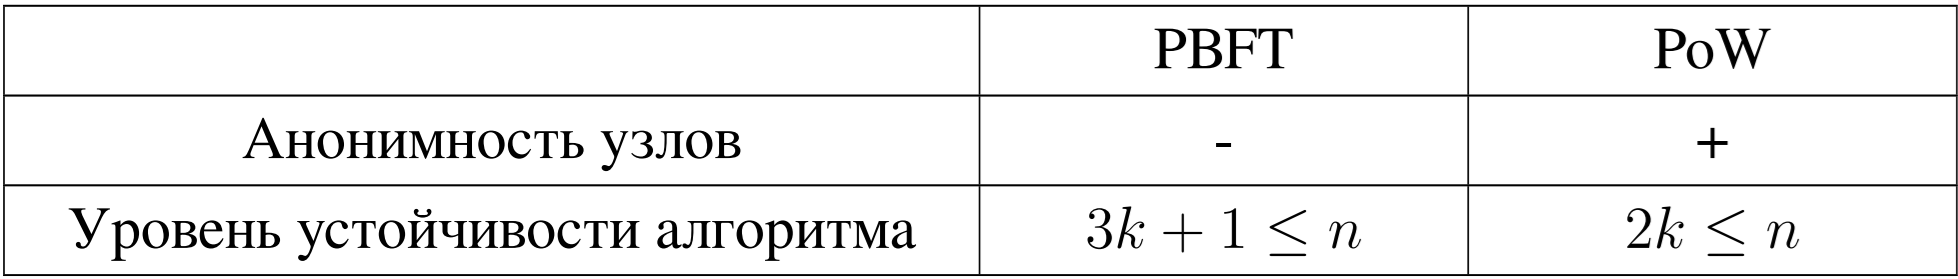 PBFT PoW
Анонимность узлов - +
Уровень устойчивости алгоритма 3k + 1 ≤ n 2k ≤ n